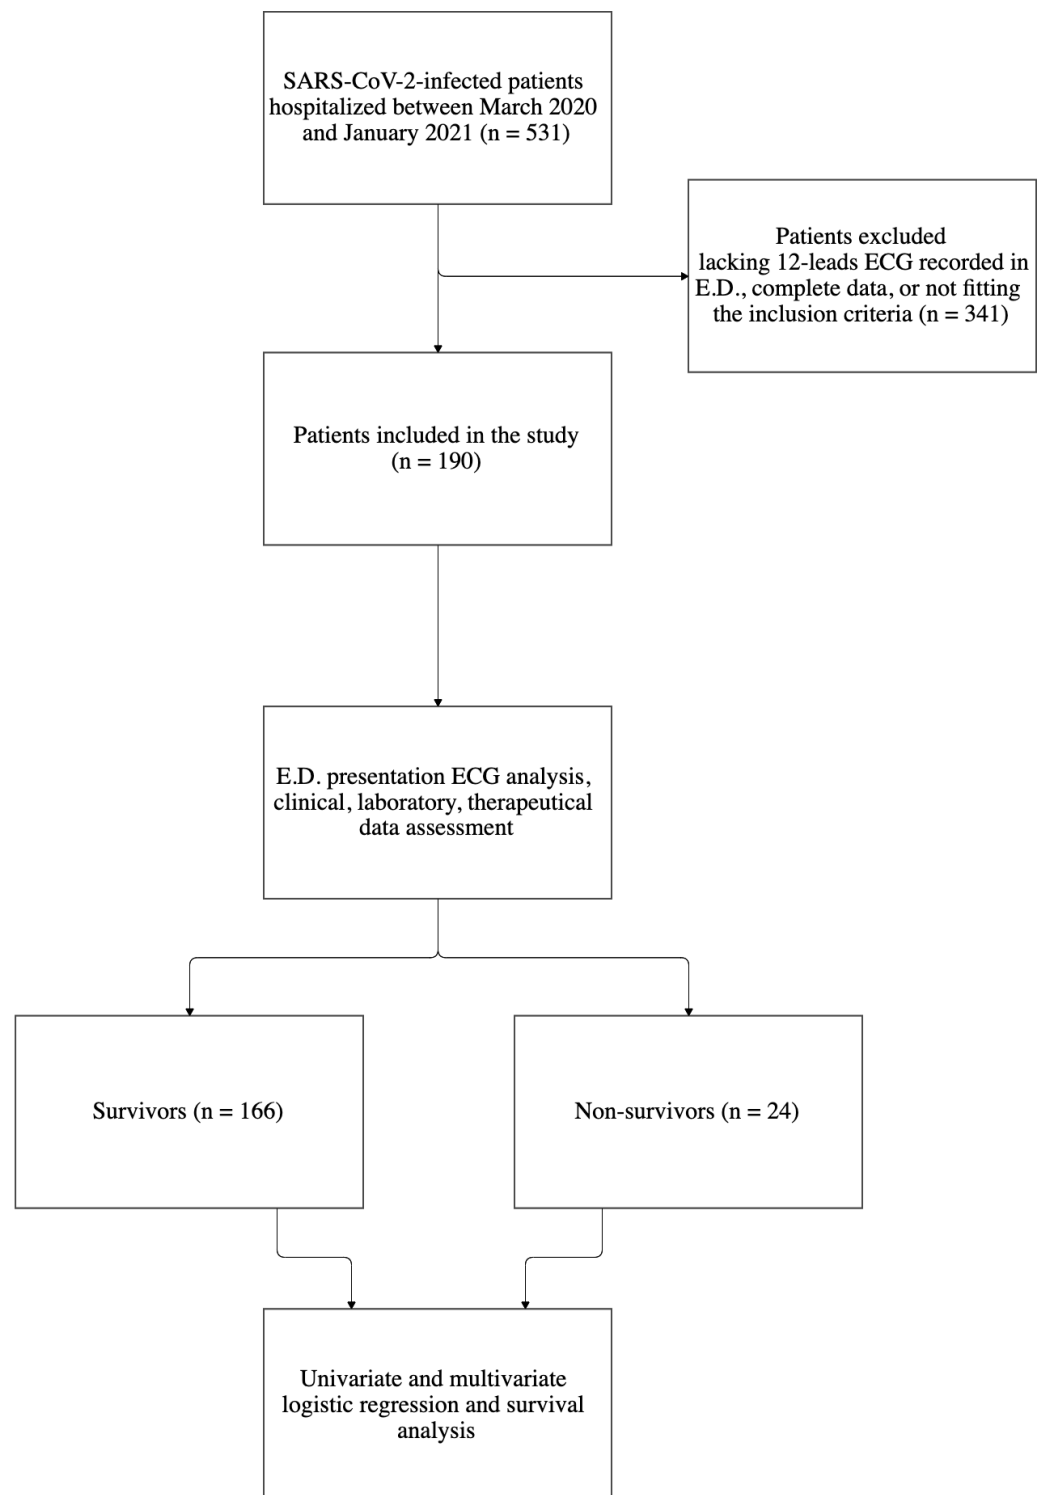 SARS-CoV-2-infected patients
hospitalized between March 2020
and January 2021 (n = 531)
Patients excluded
lacking 12-leads ECG recorded in
E.D., complete data, or not fitting
the inclusion criteria (n = 341)
Patients included in the study
(n = 190)
E.D. presentation ECG analysis,
clinical, laboratory, therapeutical
data assessment
Survivors (n = 166)
Non-survivors (n = 24)
Univariate and multivariate
logistic regression and survival
analysis